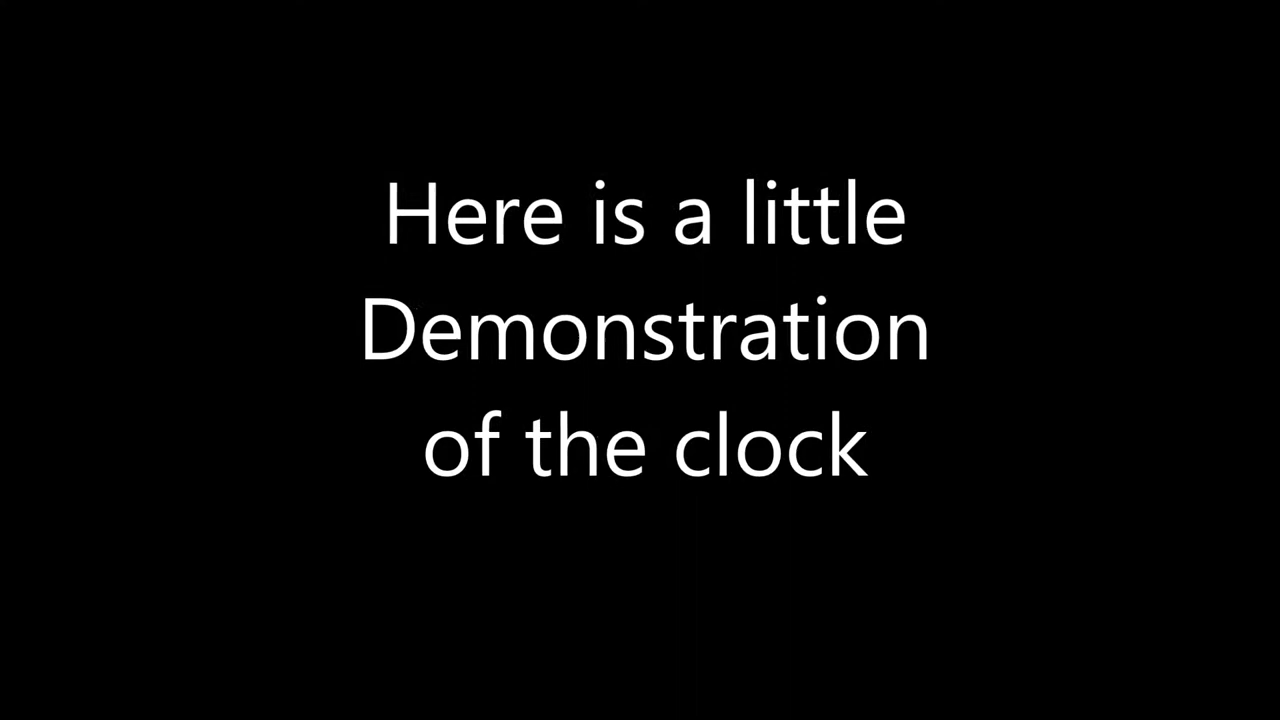 Here is a little
Demonstration
of the clock